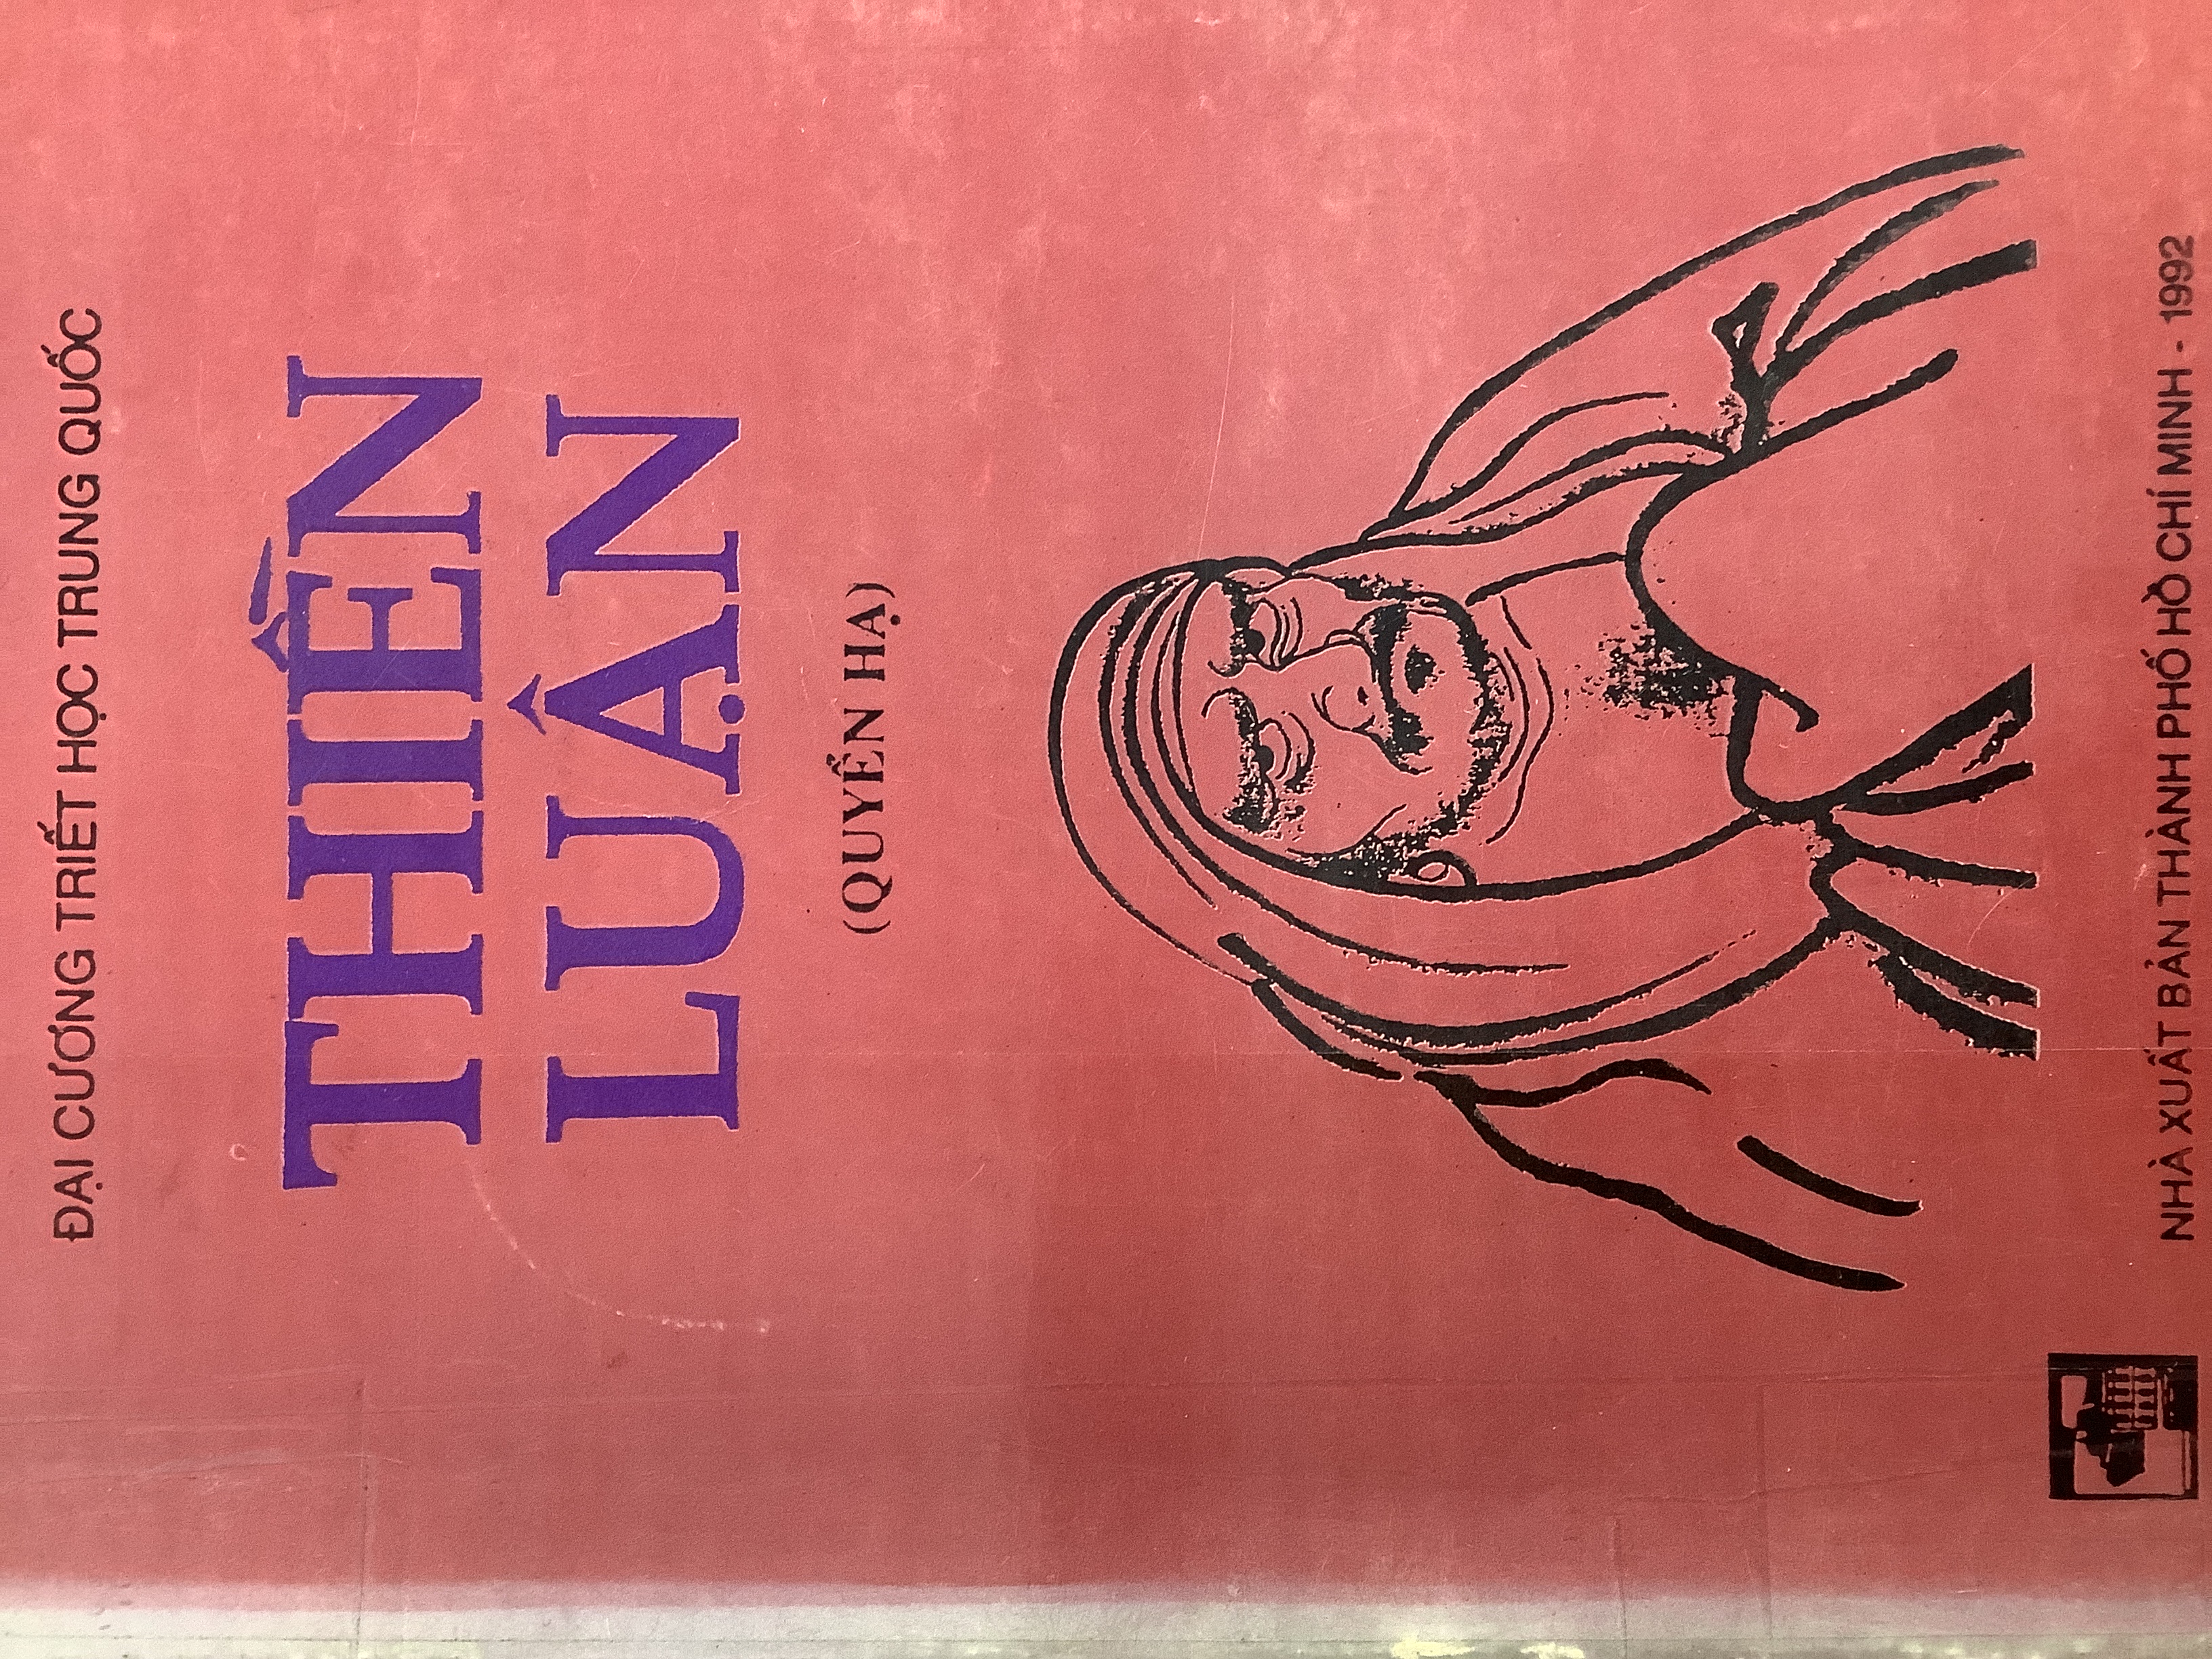 ĐẠI CƯƠNG TRIẾT HỌC TRUNG QUỐC
THIỀN
LUẬN
(QUYỂN HẠ)
NHÀ XUẤT BẢN THÀNH PHỐ HỒ CHÍ MINH - 1992